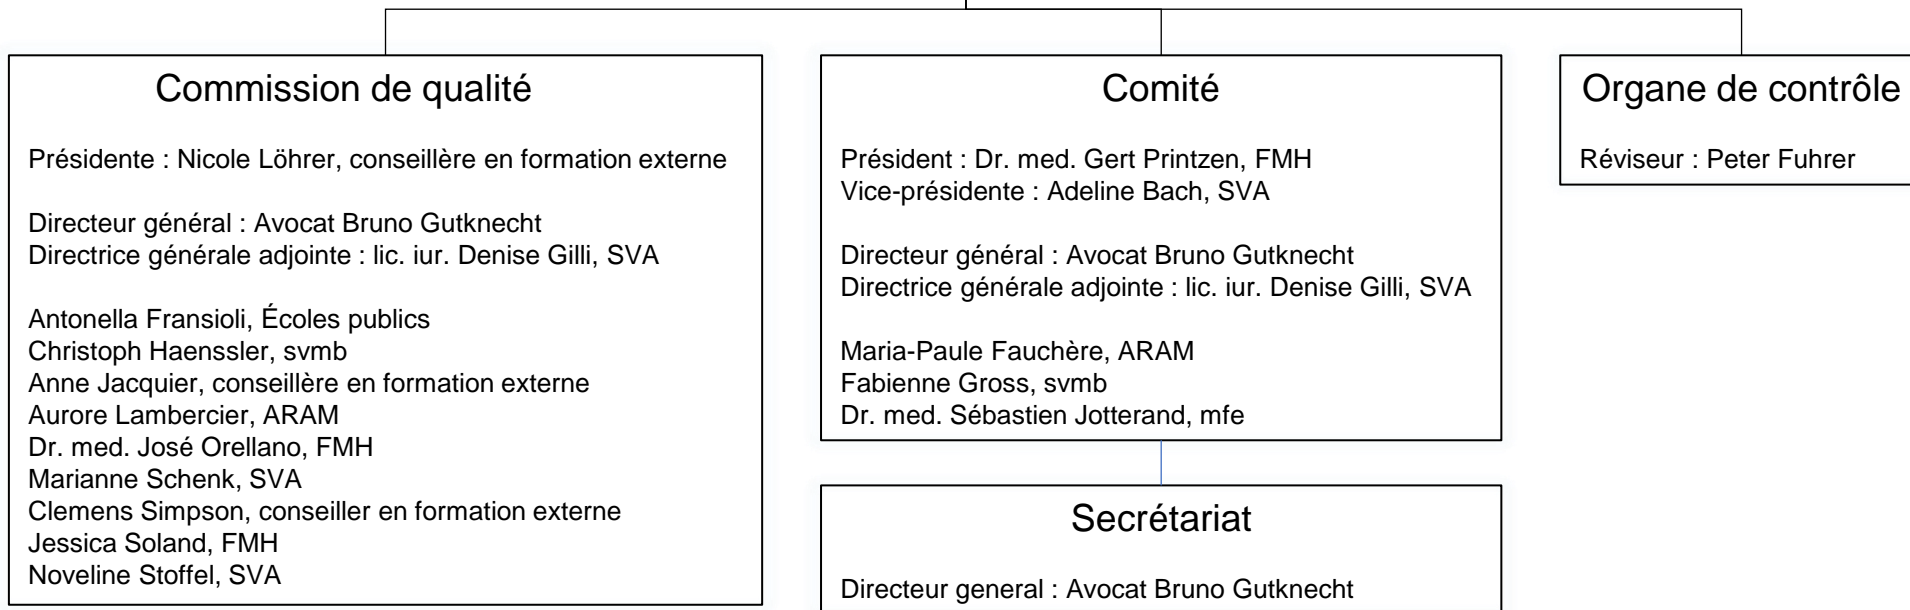 Commission de qualité
Présidente : Nicole Löhrer, conseillère en formation externe
Directeur général : Avocat Bruno Gutknecht
Directrice générale adjointe : lic. iur. Denise Gilli, SVA
Antonella Fransioli, Écoles publics
Christoph Haenssler, svmb
Anne Jacquier, conseillère en formation externe
Aurore Lambercier, ARAM
Dr. med. José Orellano, FMH
Marianne Schenk, SVA
Clemens Simpson, conseiller en formation externe
Jessica Soland, FMH
Noveline Stoffel, SVA
Comité
Président : Dr. med. Gert Printzen, FMH
Vice-présidente : Adeline Bach, SVA
Directeur général : Avocat Bruno Gutknecht
Directrice générale adjointe : lic. iur. Denise Gilli, SVA
Maria-Paule Fauchère, ARAM
Fabienne Gross, svmb
Dr. med. Sébastien Jotterand, mfe
Secrétariat
Directeur general : Avocat Bruno Gutknecht
Organe de contrôle
Réviseur : Peter Fuhrer